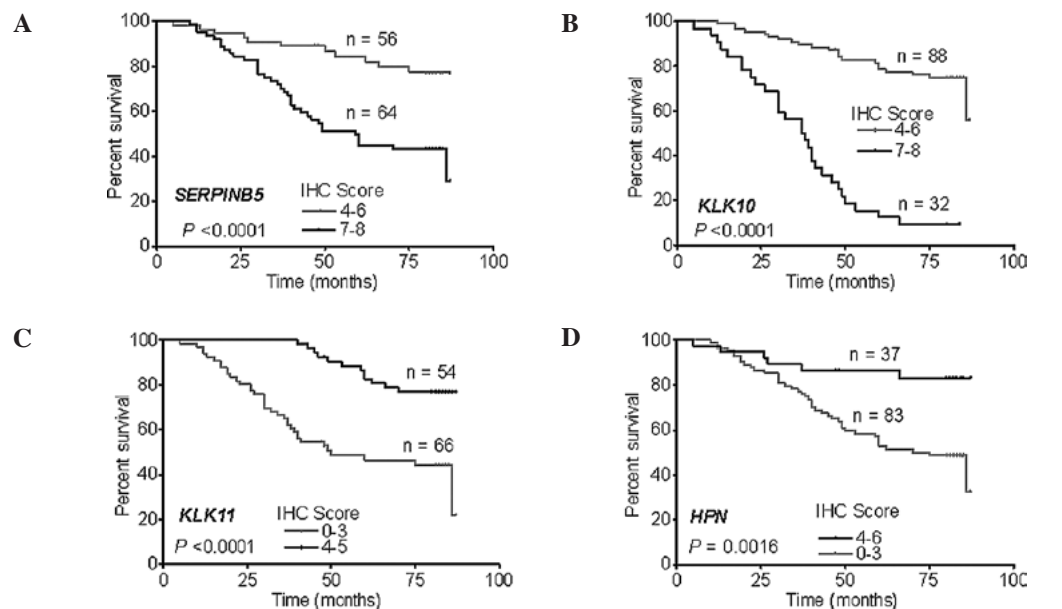 A
Percent survival
100
80
60
40
20
0
n = 56
n = 64
SERPINB5
P <0.0001
IHC Score
4-6
7-8
0 25 50 75 100
Time (months)
B
Percent survival
100
80
60
40
20
0
n = 88
IHC Score
4-6
7-8
KLK10
P <0.0001
n = 32
0 25 50 75 100
Time (months)
C
Percent survival
100
80
60
40
20
0
n = 54
n = 66
KLK11
P <0.0001
IHC Score
0-3
4-5
0 25 50 75 100
Time (months)
D
Percent survival
100
80
60
40
20
0
n = 37
n = 83
HPN
P = 0.0016
IHC Score
4-6
0-3
0 25 50 75 100
Time (months)